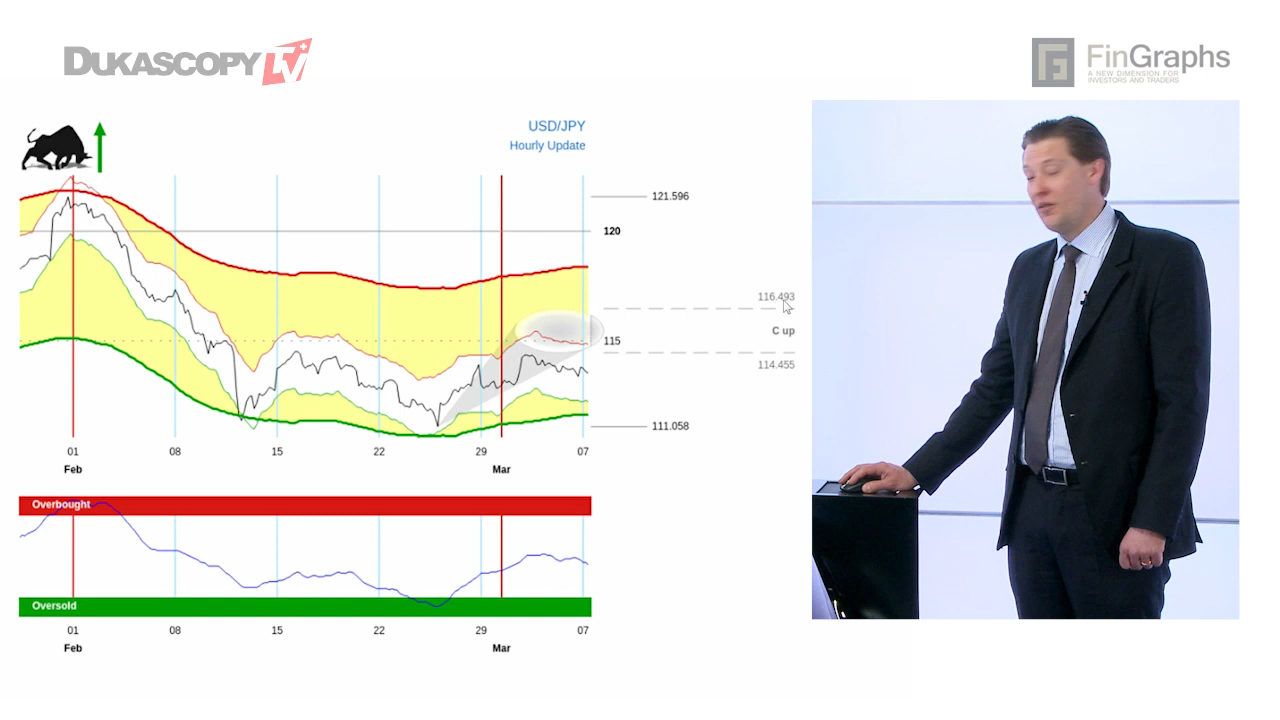 DUKASCOPY TV
FinGraphs
A NEW DIMENSION FOR
INVESTORS AND TRADERS
USD/JPY
Hourly Update
121.596
120
116.493
C up
115
114.455
111.058
01 08 15 22 29 07
Feb Mar
Overbought
Oversold
01 08 15 22 29 07
Feb Mar